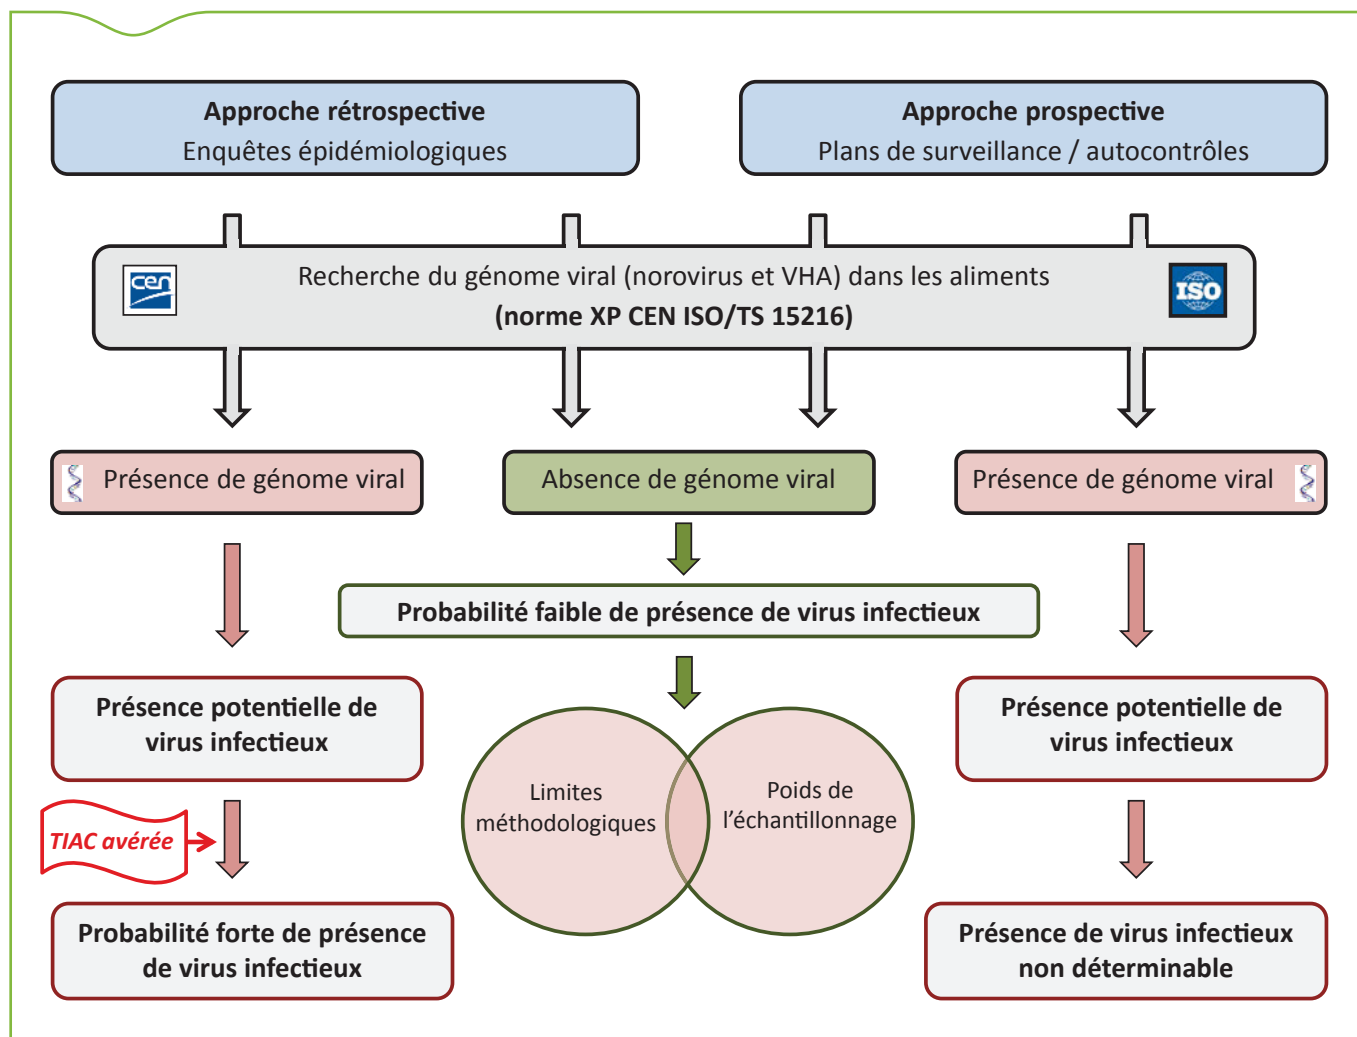 Approche rétrospective
Enquêtes épidémiologiques
Approche prospective
Plans de surveillance / autocontrôles
cen
Recherche du génome viral (norovirus et VHA) dans les aliments
(norme XP CEN ISO/TS 15216)
ISO
Présence de génome viral
Absence de génome viral
Présence de génome viral
Probabilité faible de présence de virus infectieux
Présence potentielle de
virus infectieux
Présence potentielle de
virus infectieux
Limites
méthodologiques
Poids de
l’échantillonnage
TIAC avérée
Probabilité forte de présence
de virus infectieux
Présence de virus infectieux
non déterminable